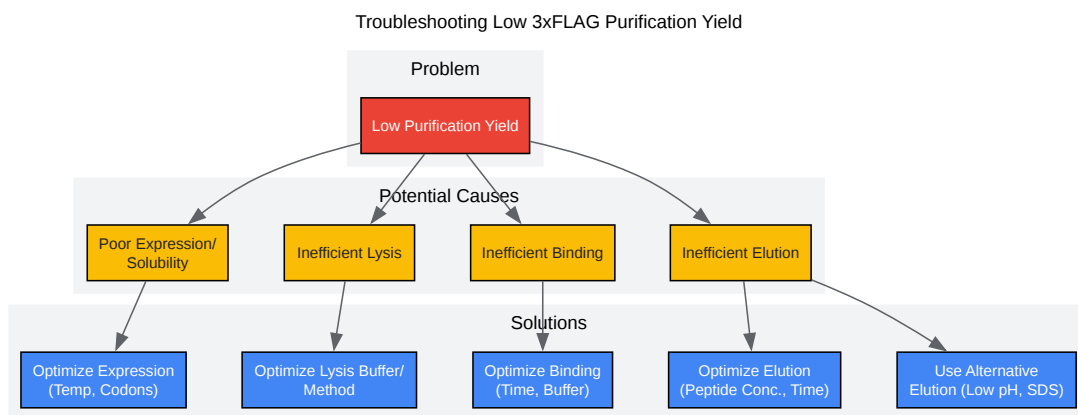 Troubleshooting Low 3xFLAG Purification Yield
Problem
Low Purification Yield
Potential Causes
Poor Expression/
Solubility
Inefficient Lysis
Inefficient Binding
Inefficient Elution
Solutions
Optimize Expression
(Temp, Codons)
Optimize Lysis Buffer/
Method
Optimize Binding
(Time, Buffer)
Optimize Elution
(Peptide Conc., Time)
Use Alternative
Elution (Low pH, SDS)